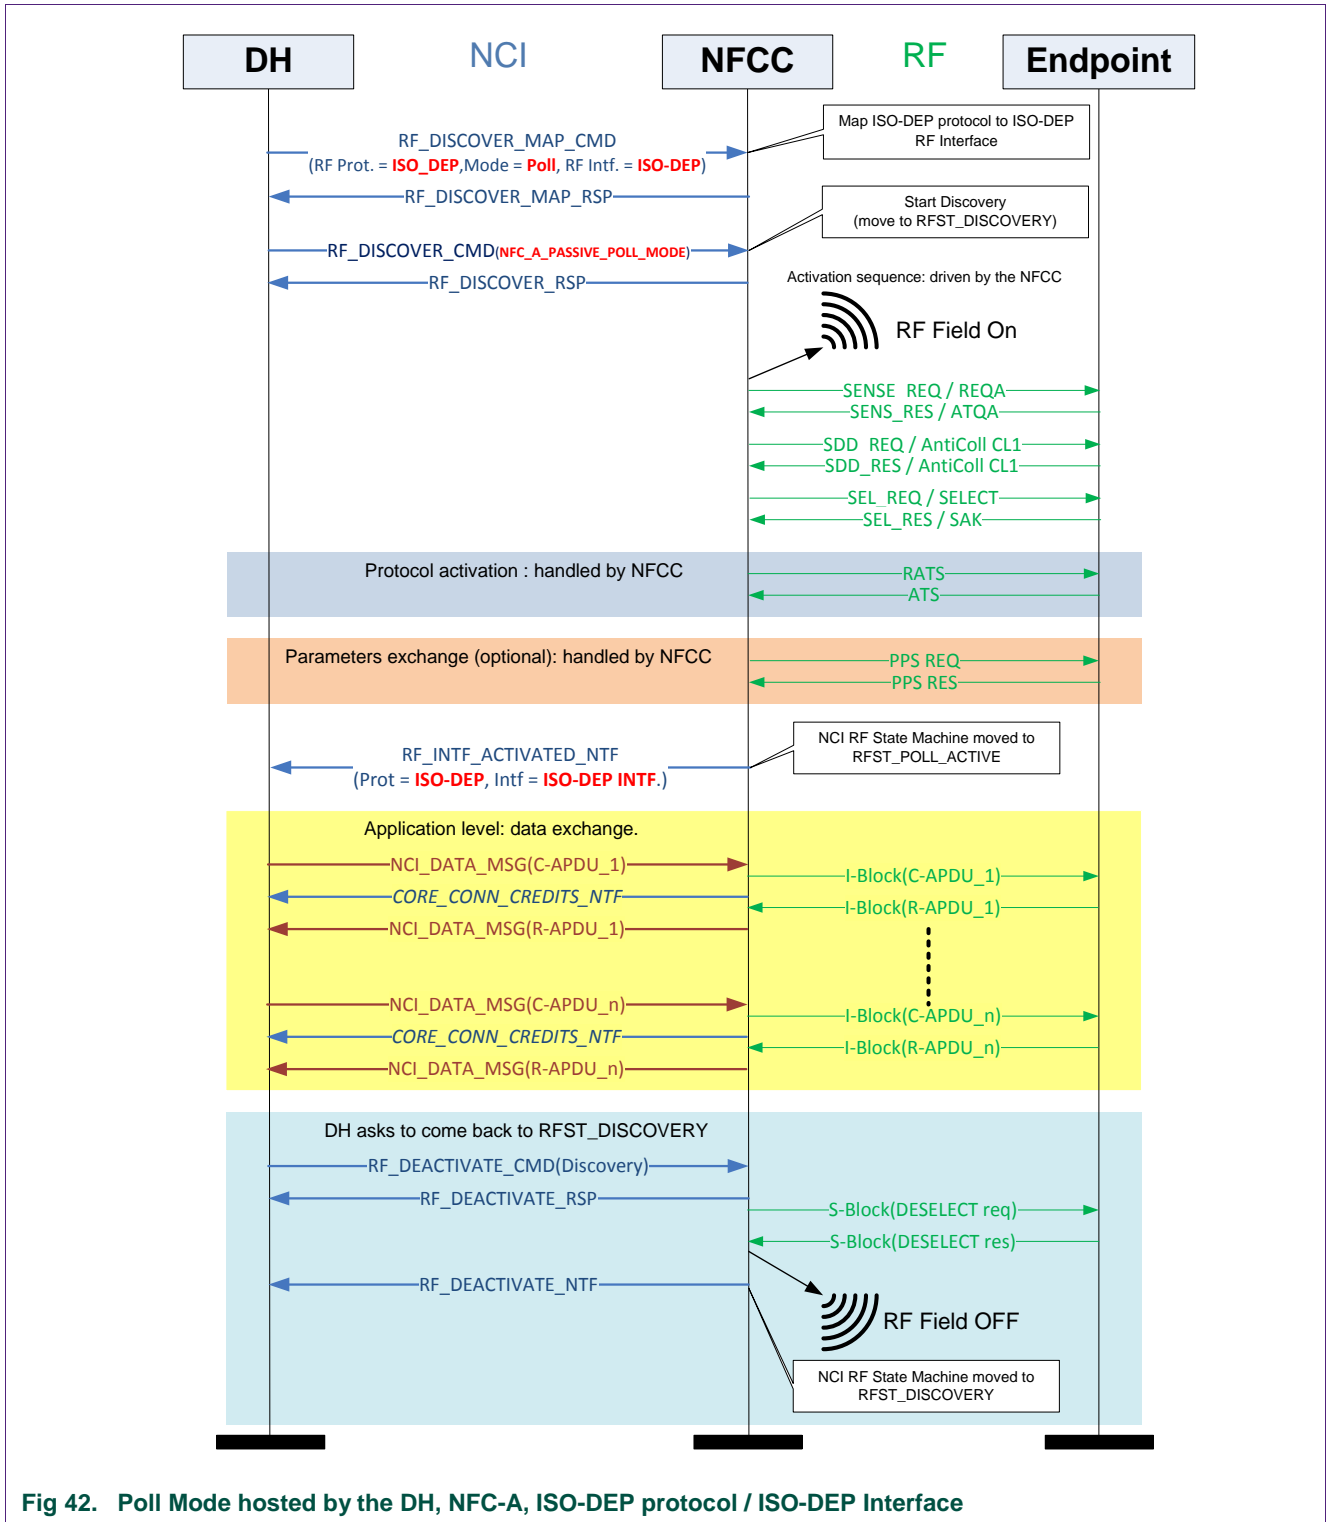 DH
NCI
NFCC
RF
Endpoint
Map ISO-DEP protocol to ISO-DEP
RF Interface
RF_DISCOVER_MAP_CMD
(RF Prot. = ISO_DEP,Mode = Poll, RF Intf. = ISO-DEP)
RF_DISCOVER_MAP_RSP
Start Discovery
(move to RFST_DISCOVERY)
RF_DISCOVER_CMD(NFC_A_PASSIVE_POLL_MODE)
RF_DISCOVER_RSP
Activation sequence: driven by the NFCC
RF Field On
SENSE_REQ / REQA
SENS_RES / ATQA
SDD_REQ / AntiColl CL1
SDD_RES / AntiColl CL1
SEL_REQ / SELECT
SEL_RES / SAK
Protocol activation : handled by NFCC
RATS
ATS
Parameters exchange (optional): handled by NFCC
PPS REQ
PPS RES
NCI RF State Machine moved to
RFST_POLL_ACTIVE
RF_INTF_ACTIVATED_NTF
(Prot = ISO-DEP, Intf = ISO-DEP INTF.)
Application level: data exchange.
NCI_DATA_MSG(C-APDU_1)
I-Block(C-APDU_1)
CORE_CONN_CREDITS_NTF
I-Block(R-APDU_1)
NCI_DATA_MSG(R-APDU_1)
NCI_DATA_MSG(C-APDU_n)
I-Block(C-APDU_n)
CORE_CONN_CREDITS_NTF
I-Block(R-APDU_n)
NCI_DATA_MSG(R-APDU_n)
DH asks to come back to RFST_DISCOVERY
RF_DEACTIVATE_CMD(Discovery)
RF_DEACTIVATE_RSP
S-Block(DESELECT req)
S-Block(DESELECT res)
RF_DEACTIVATE_NTF
RF Field OFF
NCI RF State Machine moved to
RFST_DISCOVERY
Fig 42. Poll Mode hosted by the DH, NFC-A, ISO-DEP protocol / ISO-DEP Interface